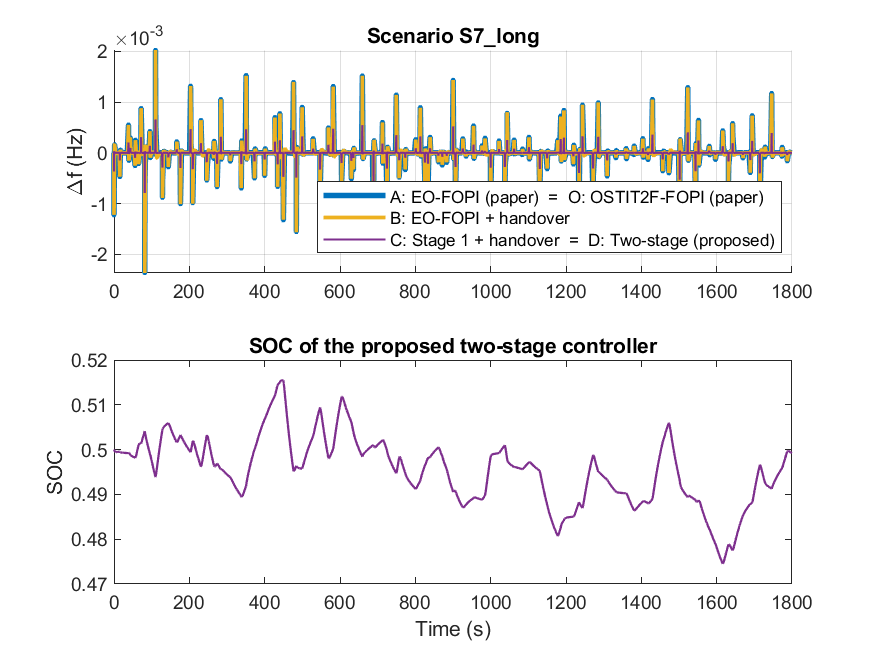 Scenario S7_long
×10⁻³
2
1
0
-1
-2
Δf (Hz)
A: EO-FOPI (paper) = O: OSTIT2F-FOPI (paper)
B: EO-FOPI + handover
C: Stage 1 + handover = D: Two-stage (proposed)
0 200 400 600 800 1000 1200 1400 1600 1800
SOC of the proposed two-stage controller
0.52
0.51
0.5
0.49
0.48
0.47
SOC
0 200 400 600 800 1000 1200 1400 1600 1800
Time (s)